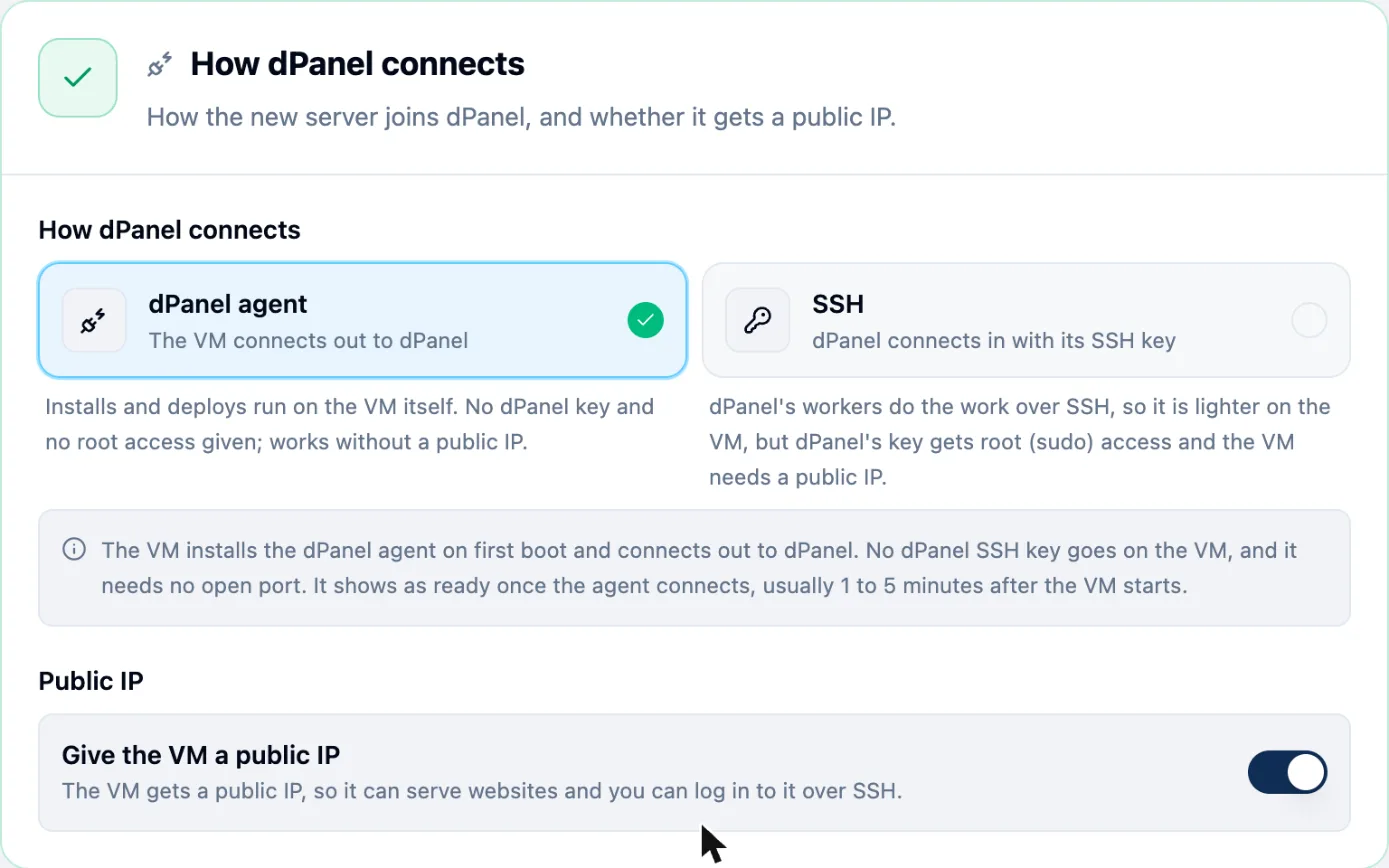 How dPanel connects
How the new server joins dPanel, and whether it gets a public IP.
How dPanel connects
dPanel agent
The VM connects out to dPanel
Installs and deploys run on the VM itself. No dPanel key and
no root access given; works without a public IP.
SSH
dPanel connects in with its SSH key
dPanel's workers do the work over SSH, so it is lighter on the
VM, but dPanel's key gets root (sudo) access and the VM
needs a public IP.
The VM installs the dPanel agent on first boot and connects out to dPanel. No dPanel SSH key goes on the VM, and it
needs no open port. It shows as ready once the agent connects, usually 1 to 5 minutes after the VM starts.
Public IP
Give the VM a public IP
The VM gets a public IP, so it can serve websites and you can log in to it over SSH.